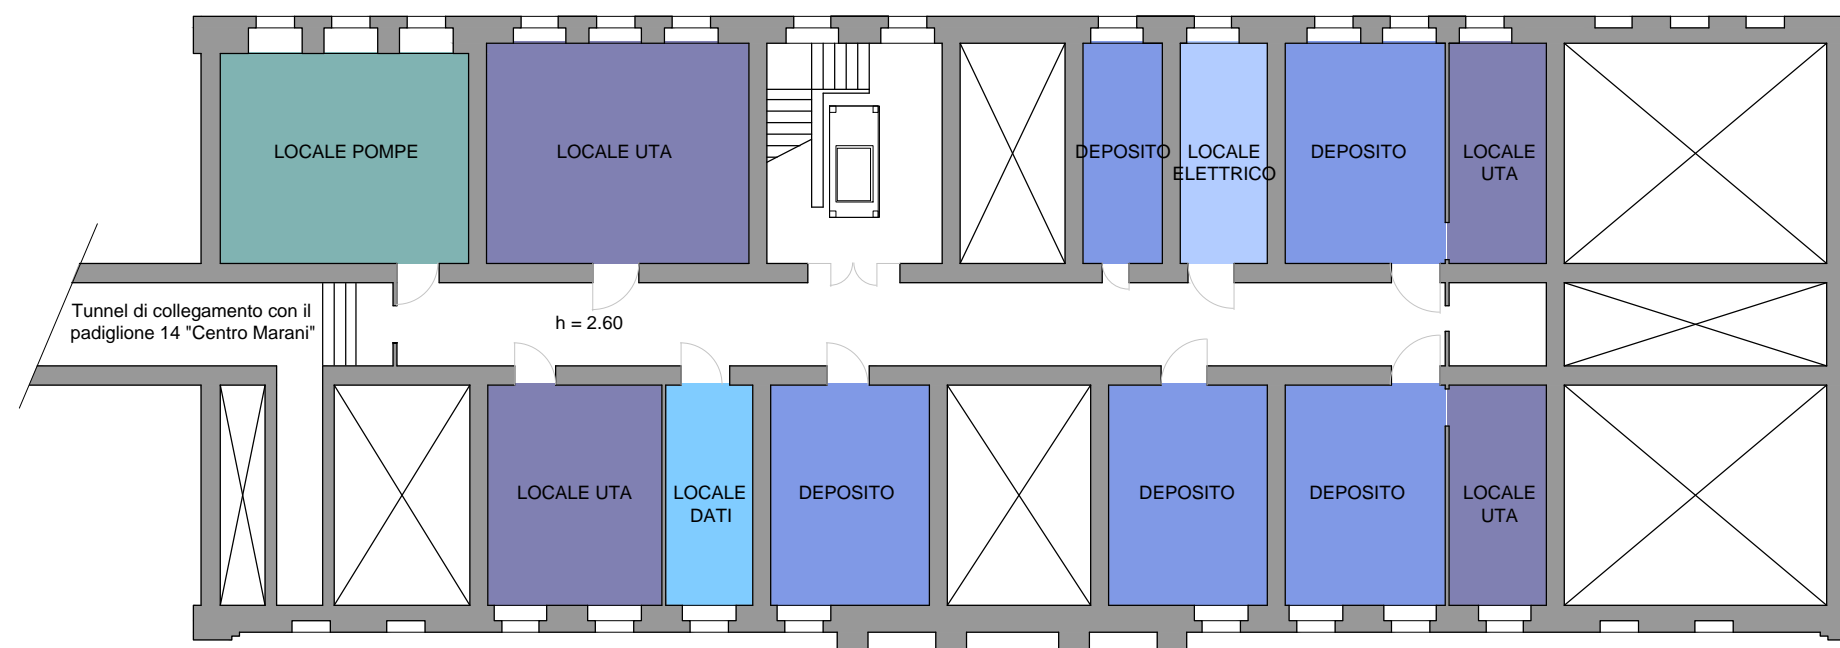 LOCALE POMPE
LOCALE UTA
DEPOSITO
LOCALE
ELETTRICO
DEPOSITO
LOCALE
UTA
Tunnel di collegamento con il
padiglione 14 "Centro Marani"
h = 2.60
LOCALE UTA
LOCALE
DATI
DEPOSITO
DEPOSITO
DEPOSITO
LOCALE
UTA